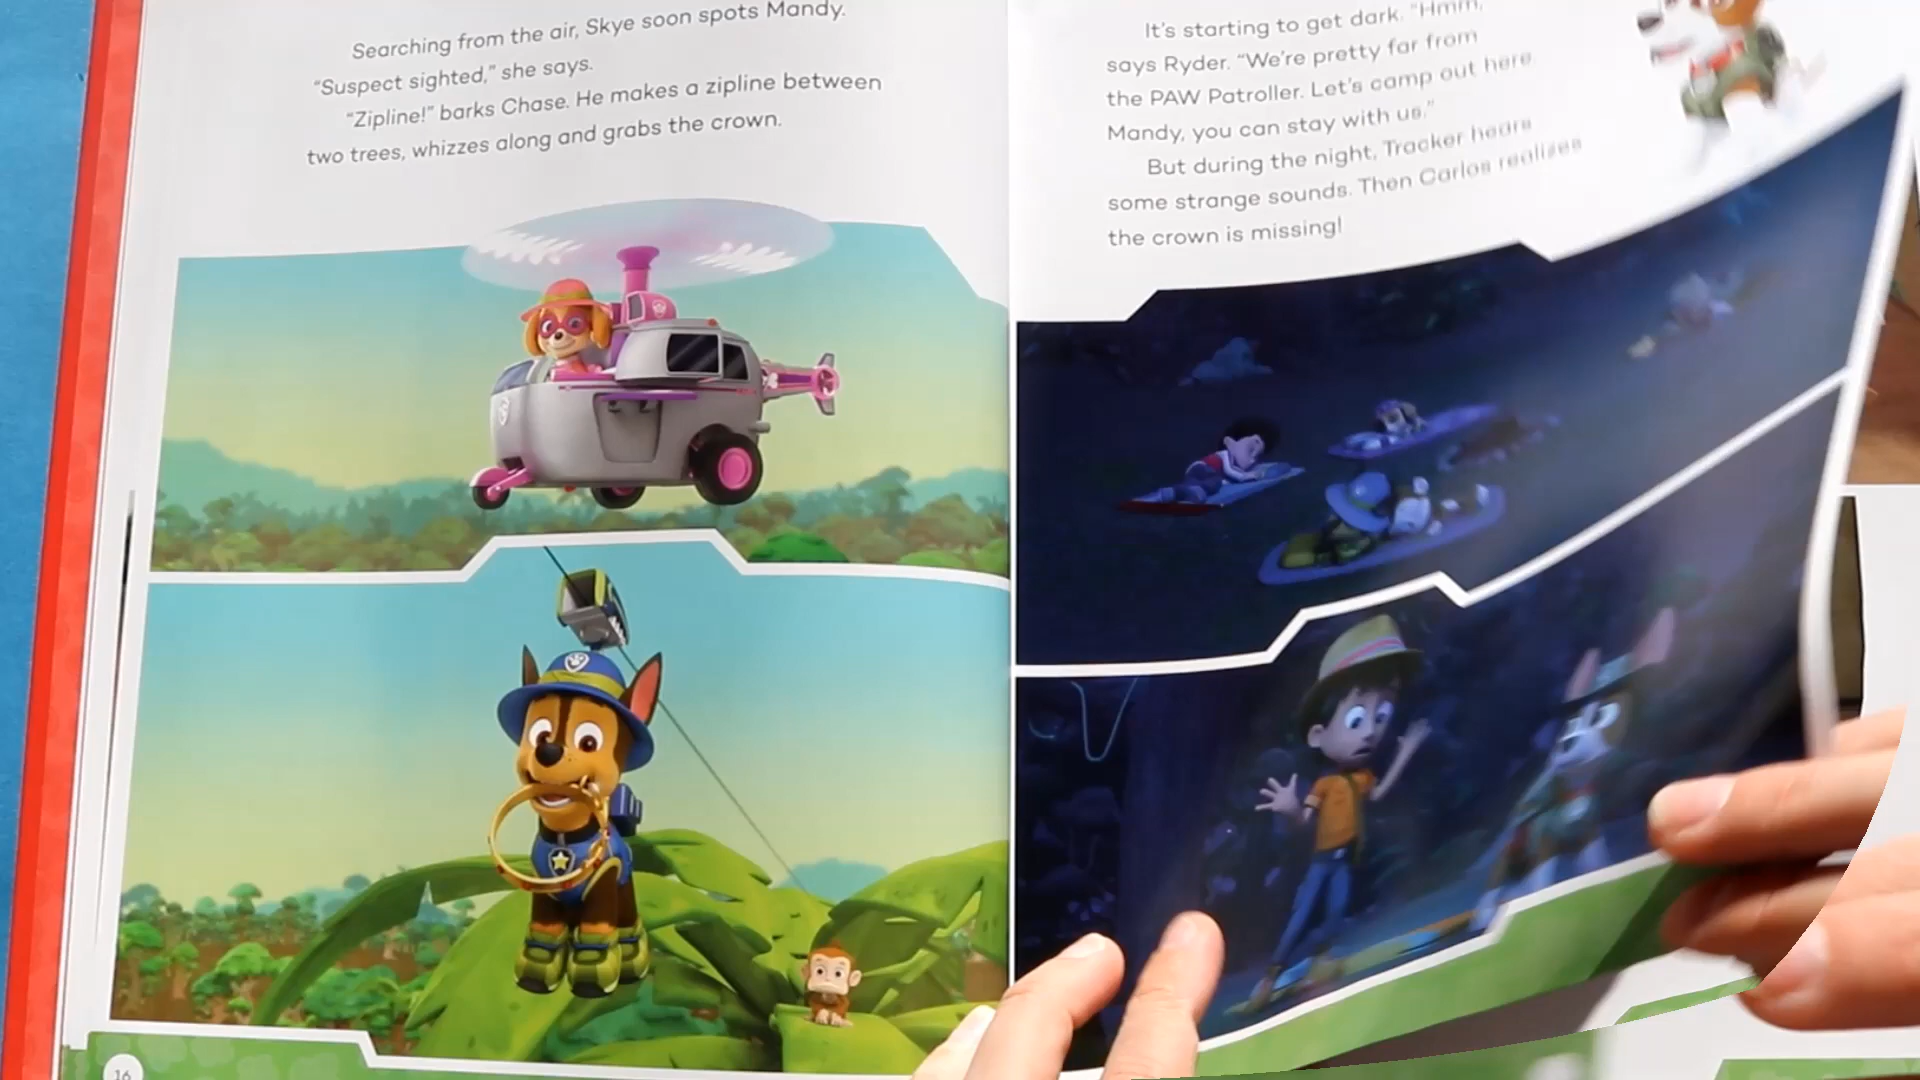 Searching from the air, Skye soon spots Mandy.
“Suspect sighted,” she says.
“Zipline!” barks Chase. He makes a zipline between
two trees, whizzes along and grabs the crown.
It's starting to get dark. “Hmm,
says Ryder. “We're pretty far from
the PAW Patroller. Let's camp out here.
Mandy, you can stay with us.”
But during the night, Tracker hears
some strange sounds. Then Carlos realizes
the crown is missing!
16